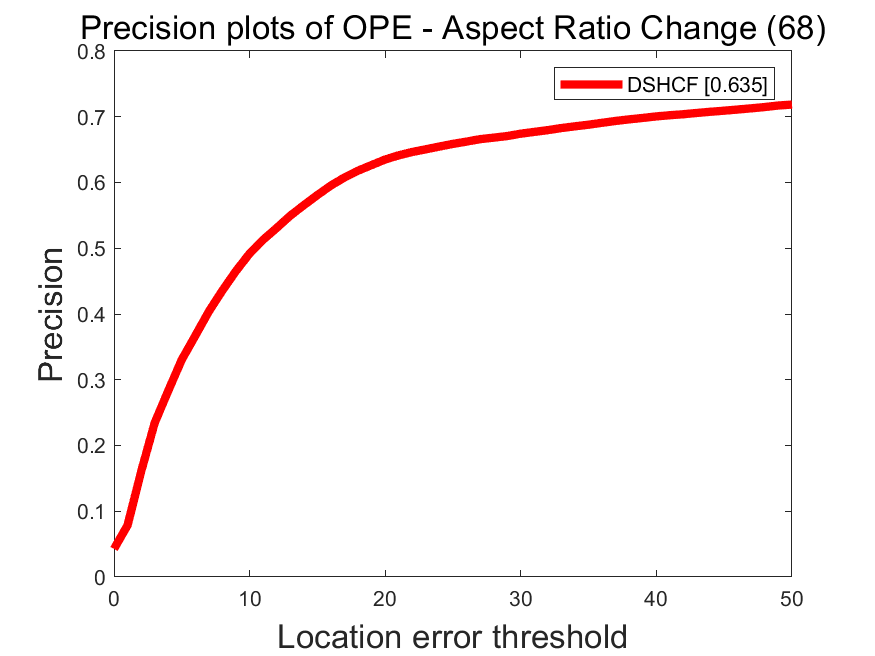 Precision plots of OPE - Aspect Ratio Change (68)
DSHCF [0.635]
0.8
0.7
0.6
0.5
0.4
0.3
0.2
0.1
0
Precision
0 10 20 30 40 50
Location error threshold